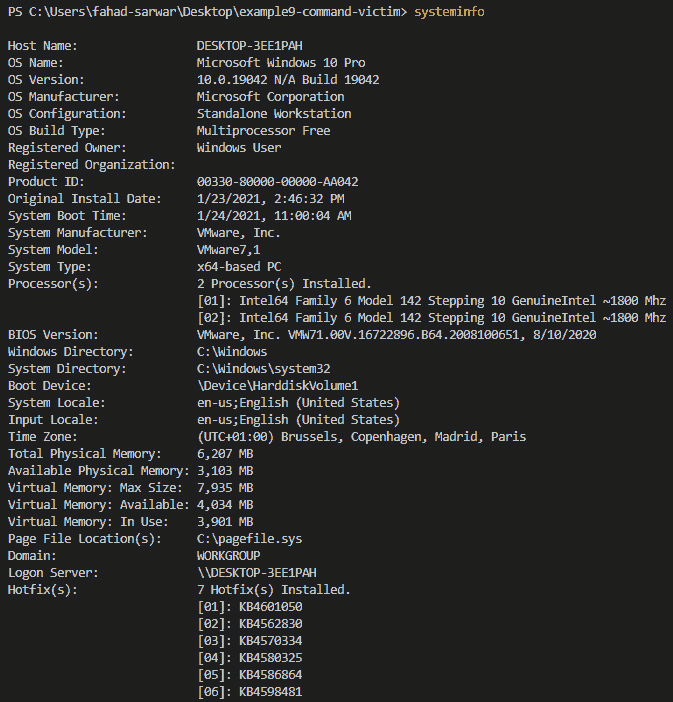 PS C:\Users\fahad-sarwar\Desktop\example9-command-victim> systeminfo
Host Name: DESKTOP-3EE1PAH
OS Name: Microsoft Windows 10 Pro
OS Version: 10.0.19042 N/A Build 19042
OS Manufacturer: Microsoft Corporation
OS Configuration: Standalone Workstation
OS Build Type: Multiprocessor Free
Registered Owner: Windows User
Registered Organization:
Product ID: 00330-80000-00000-AA042
Original Install Date: 1/23/2021, 2:46:32 PM
System Boot Time: 1/24/2021, 11:00:04 AM
System Manufacturer: VMware, Inc.
System Model: VMware7,1
System Type: x64-based PC
Processor(s): 2 Processor(s) Installed.
[01]: Intel64 Family 6 Model 142 Stepping 10 GenuineIntel ~1800 Mhz
[02]: Intel64 Family 6 Model 142 Stepping 10 GenuineIntel ~1800 Mhz
BIOS Version: VMware, Inc. VMW71.00V.16722896.B64.2008100651, 8/10/2020
Windows Directory: C:\Windows
System Directory: C:\Windows\system32
Boot Device: \Device\HarddiskVolume1
System Locale: en-us;English (United States)
Input Locale: en-us;English (United States)
Time Zone: (UTC+01:00) Brussels, Copenhagen, Madrid, Paris
Total Physical Memory: 6,207 MB
Available Physical Memory: 3,103 MB
Virtual Memory: Max Size: 7,935 MB
Virtual Memory: Available: 4,034 MB
Virtual Memory: In Use: 3,901 MB
Page File Location(s): C:\pagefile.sys
Domain: WORKGROUP
Logon Server: \\DESKTOP-3EE1PAH
Hotfix(s): 7 Hotfix(s) Installed.
[01]: KB4601050
[02]: KB4562830
[03]: KB4570334
[04]: KB4580325
[05]: KB4586864
[06]: KB4598481